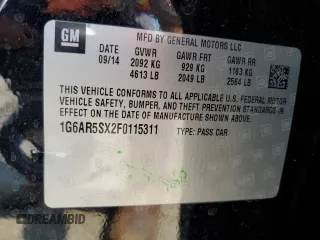 GM
MFD BY GENERAL MOTORS LLC
09/14
GVWR GAWR FRT GAWR RR
2092 KG 929 KG 1163 KG
4613 LB 2049 LB 2564 LB
THIS VEHICLE CONFORMS TO ALL APPLICABLE U.S. FEDERAL MOTOR VEHICLE
SAFETY, BUMPER, AND THEFT PREVENTION STANDARDS IN
EFFECT ON THE DATE OF MANUFACTURE SHOWN ABOVE.
1G6AR5SX2F0115311 TYPE: PASS CAR
DREAMBID